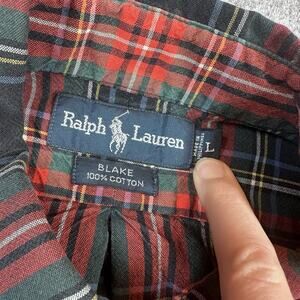 Ralph Lauren
L
BLAKE
100% COTTON